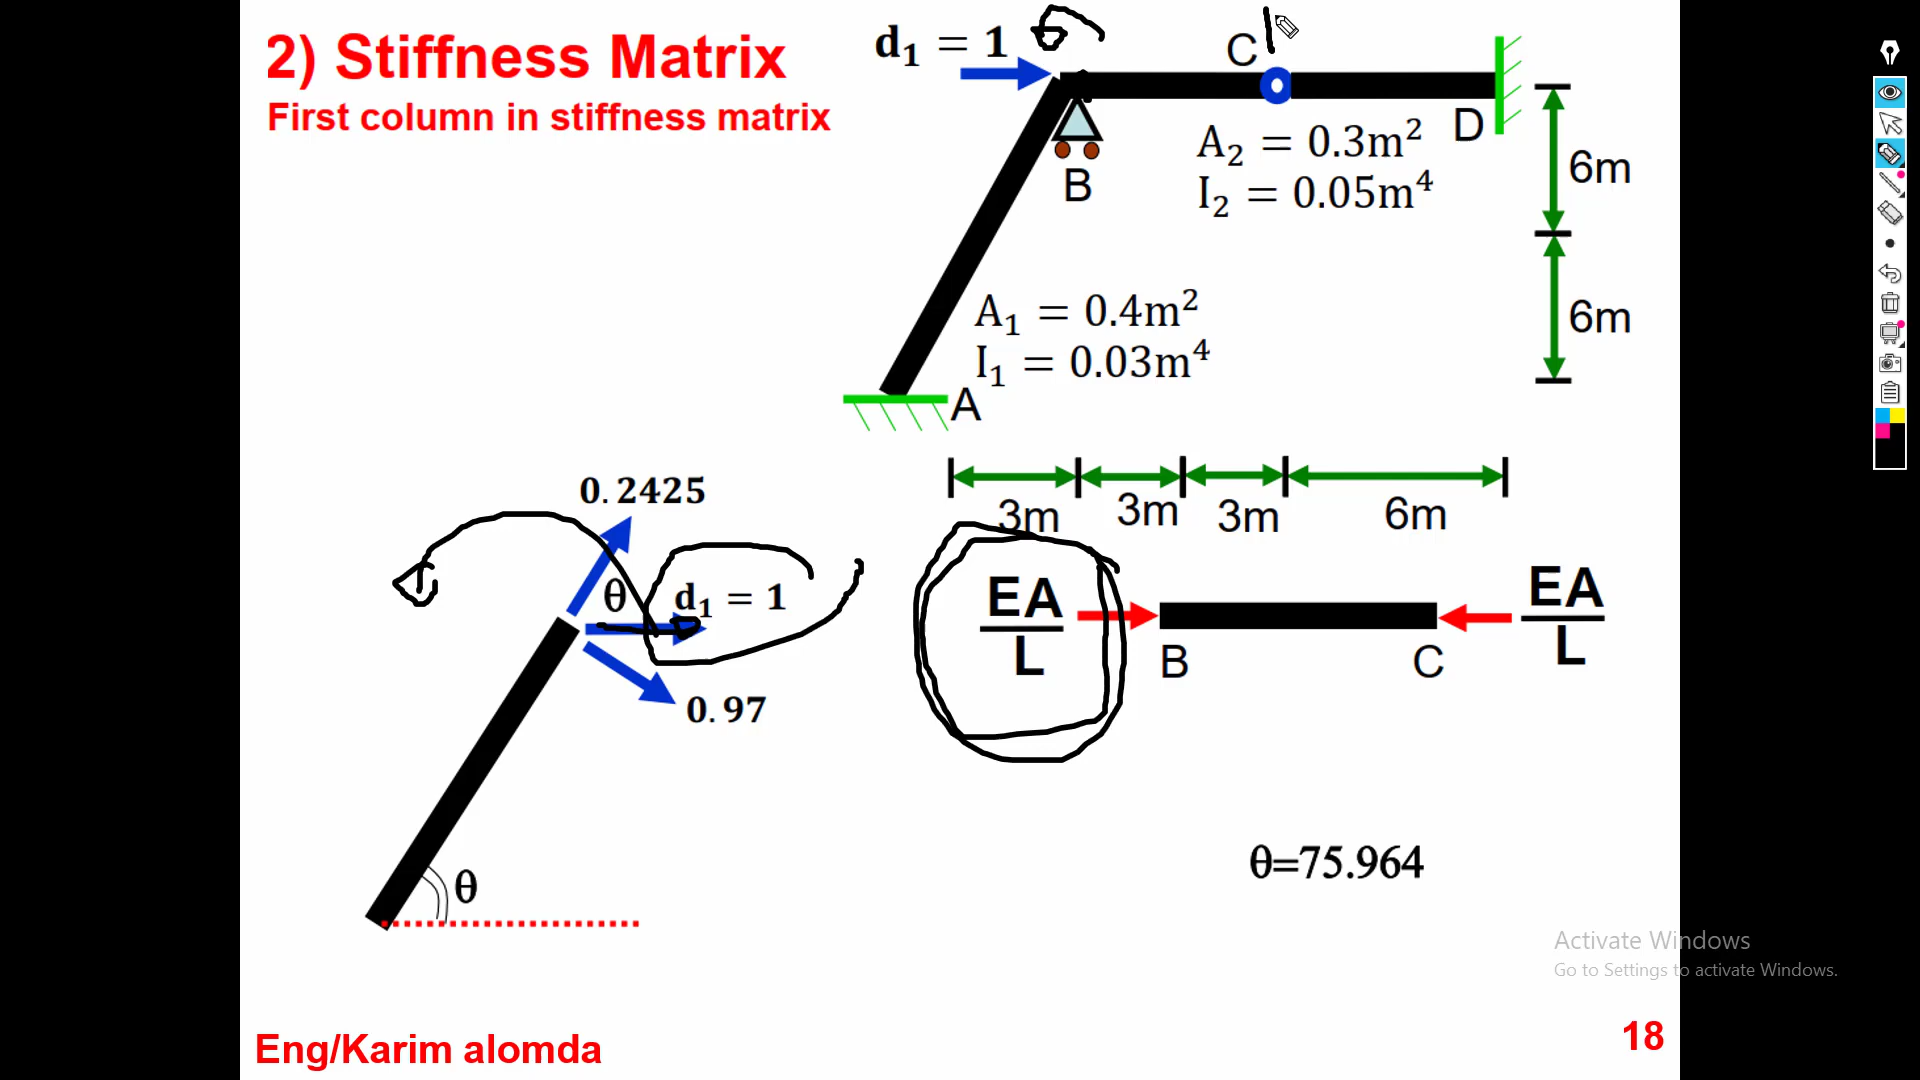 2) Stiffness Matrix
First column in stiffness matrix
d₁ = 1
C
D
B
A₂ = 0.3m²
I₂ = 0.05m⁴
6m
6m
A₁ = 0.4m²
I₁ = 0.03m⁴
A
3m
3m
3m
6m
0.2425
θ
d₁ = 1
0.97
θ
EA
L
B
C
EA
L
θ=75.964
Activate Windows
Go to Settings to activate Windows.
Eng/Karim alomda
18